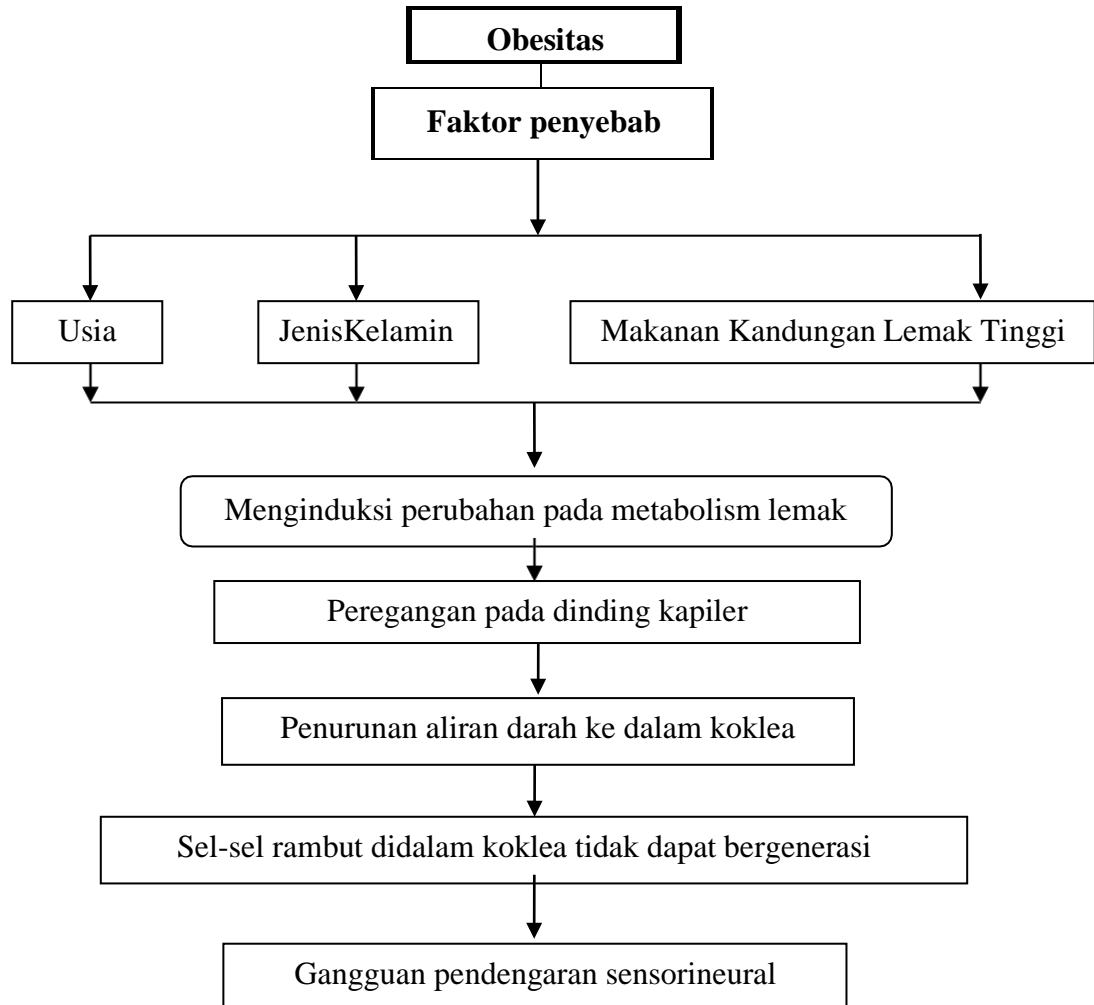 Obesitas
Faktor penyebab
Usia
JenisKelamin
Makanan Kandungan Lemak Tinggi
Menginduksi perubahan pada metabolism lemak
Peregangan pada dinding kapiler
Penurunan aliran darah ke dalam koklea
Sel-sel rambut didalam koklea tidak dapat bergenerasi
Gangguan pendengaran sensorineural